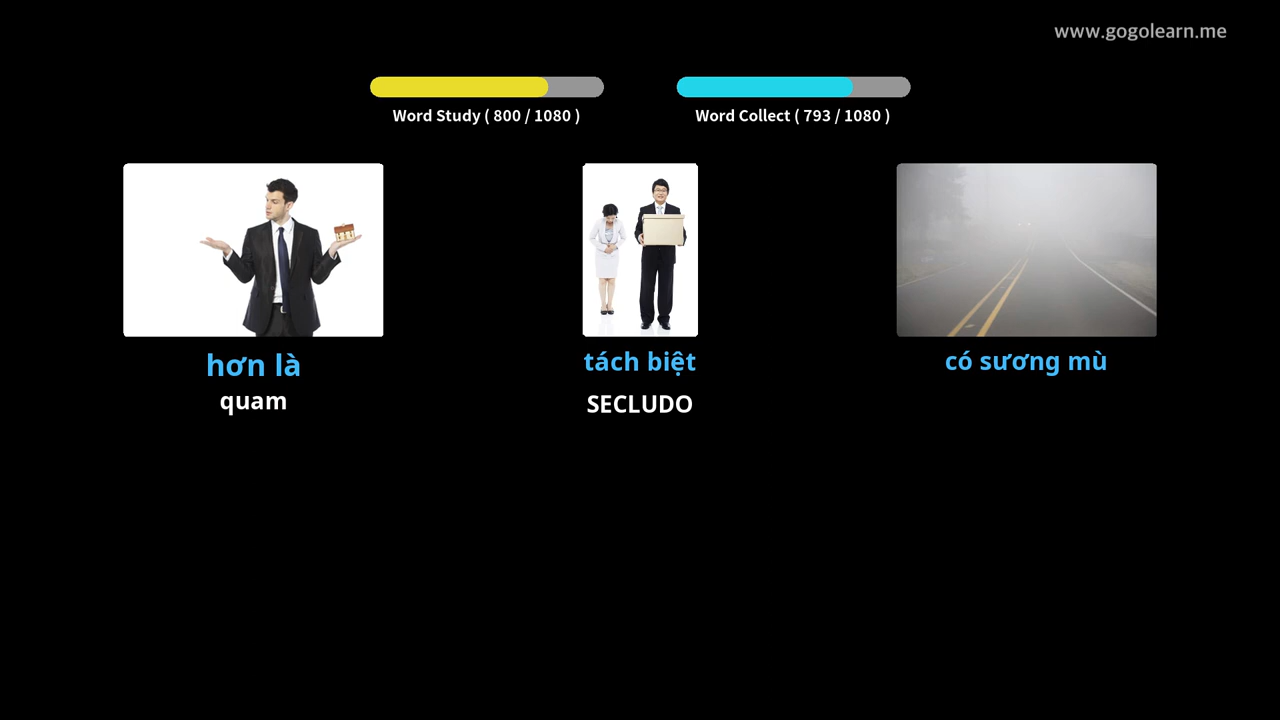 www.gogolearn.me
Word Study ( 800 / 1080 )
Word Collect ( 793 / 1080 )
hơn là
quam
tách biệt
SECLUDO
có sương mù